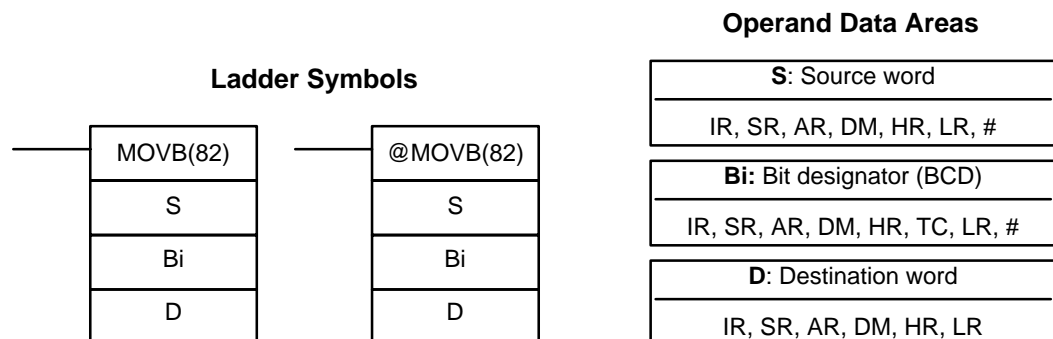 Ladder Symbols
MOVB(82)
S
Bi
D
@MOVB(82)
S
Bi
D
Operand Data Areas
S: Source word
IR, SR, AR, DM, HR, LR, #
Bi: Bit designator (BCD)
IR, SR, AR, DM, HR, TC, LR, #
D: Destination word
IR, SR, AR, DM, HR, LR